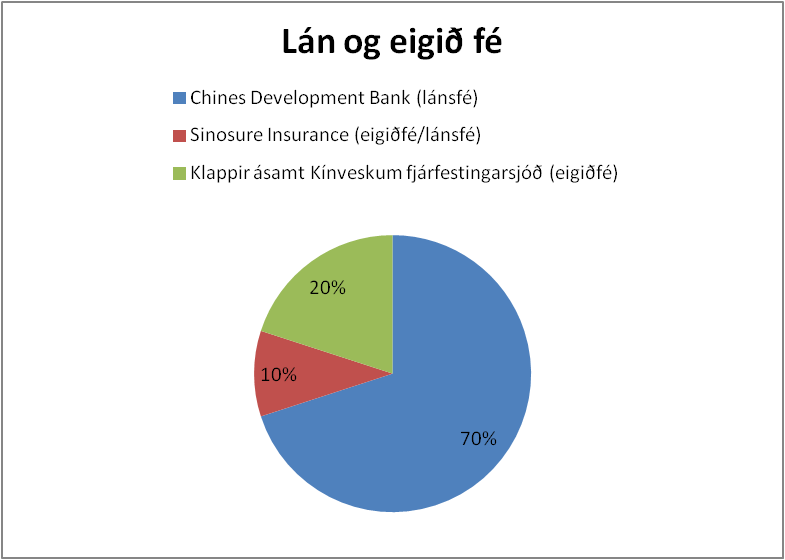 Lán og eigið fé
Chines Development Bank (lánsfé)
Sinosure Insurance (eigiðfé/lánsfé)
Klappir ásamt Kínveskum fjárfestingarsjóð (eigiðfé)
20%
10%
70%